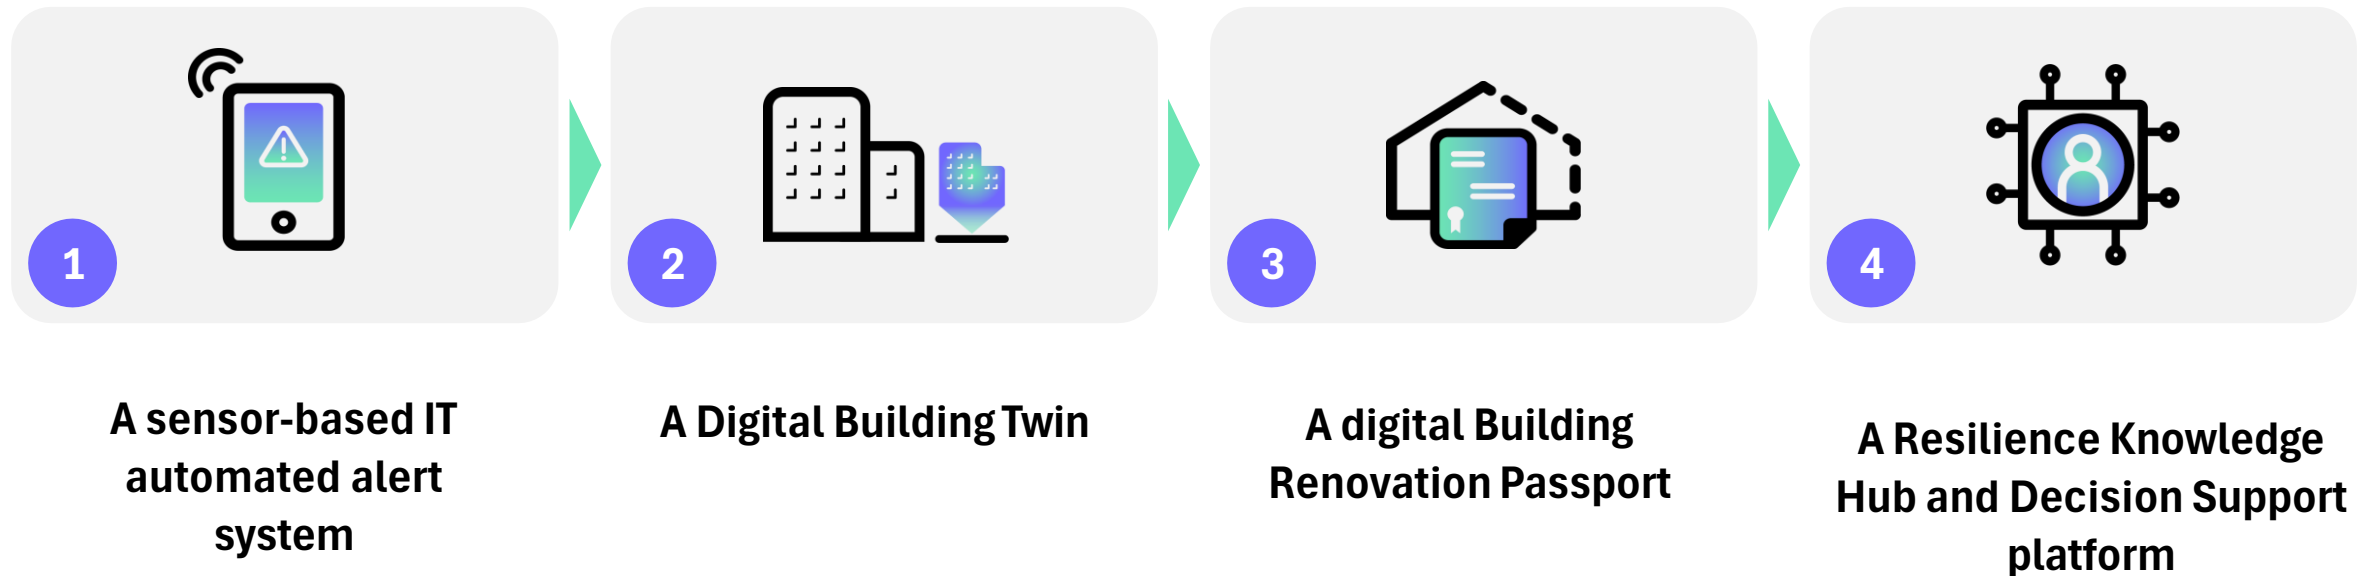 1
A sensor-based IT
automated alert
system
2
A Digital Building Twin
3
A digital Building
Renovation Passport
4
A Resilience Knowledge
Hub and Decision Support
platform